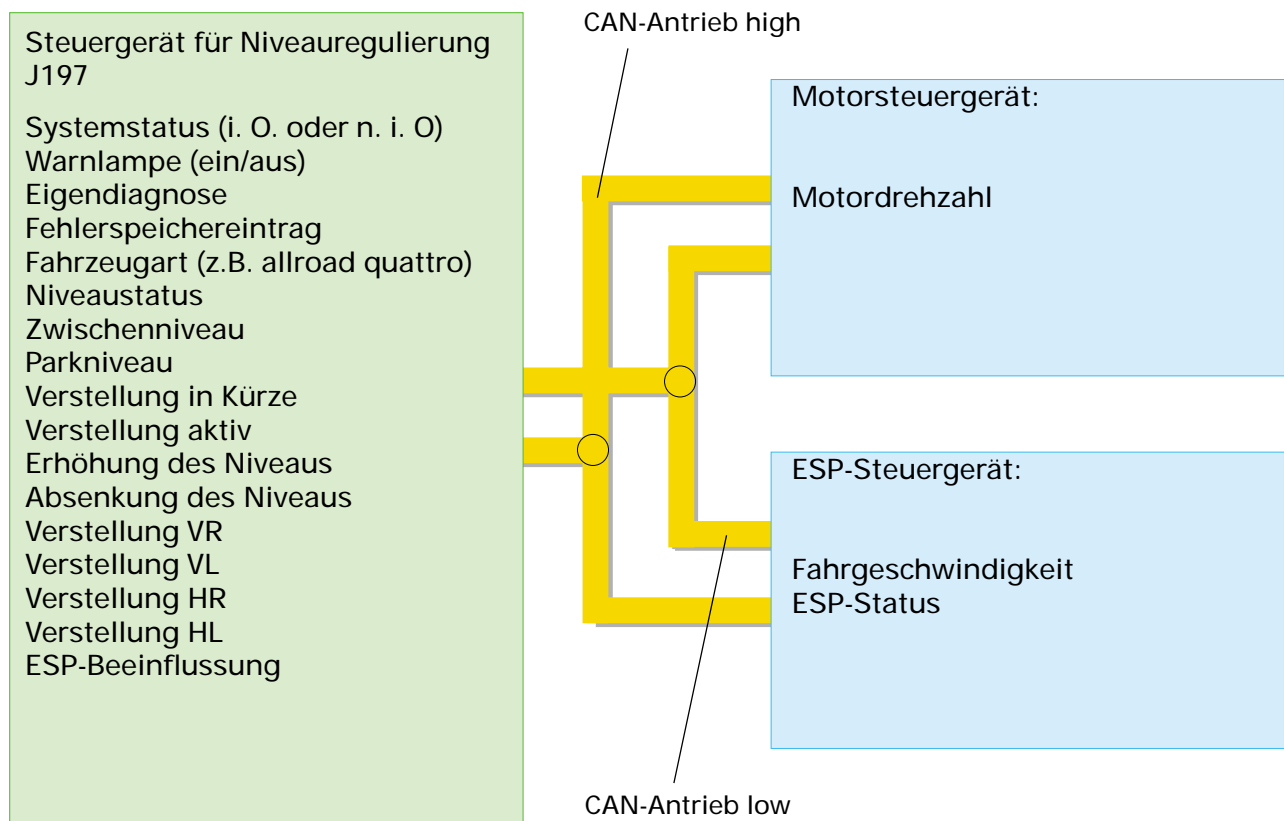 CAN-Antrieb high
Steuergerät für Niveauregulierung
J197
Systemstatus (i. O. oder n. i. O)
Warnlampe (ein/aus)
Eigendiagnose
Fehlerspeichereintrag
Fahrzeugart (z.B. allroad quattro)
Niveaustatus
Zwischenniveau
Parkniveau
Verstellung in Kürze
Verstellung aktiv
Erhöhung des Niveaus
Absenkung des Niveaus
Verstellung VR
Verstellung VL
Verstellung HR
Verstellung HL
ESP-Beeinflussung
Motorsteuergerät:
Motordrehzahl
ESP-Steuergerät:
Fahrgeschwindigkeit
ESP-Status
CAN-Antrieb low